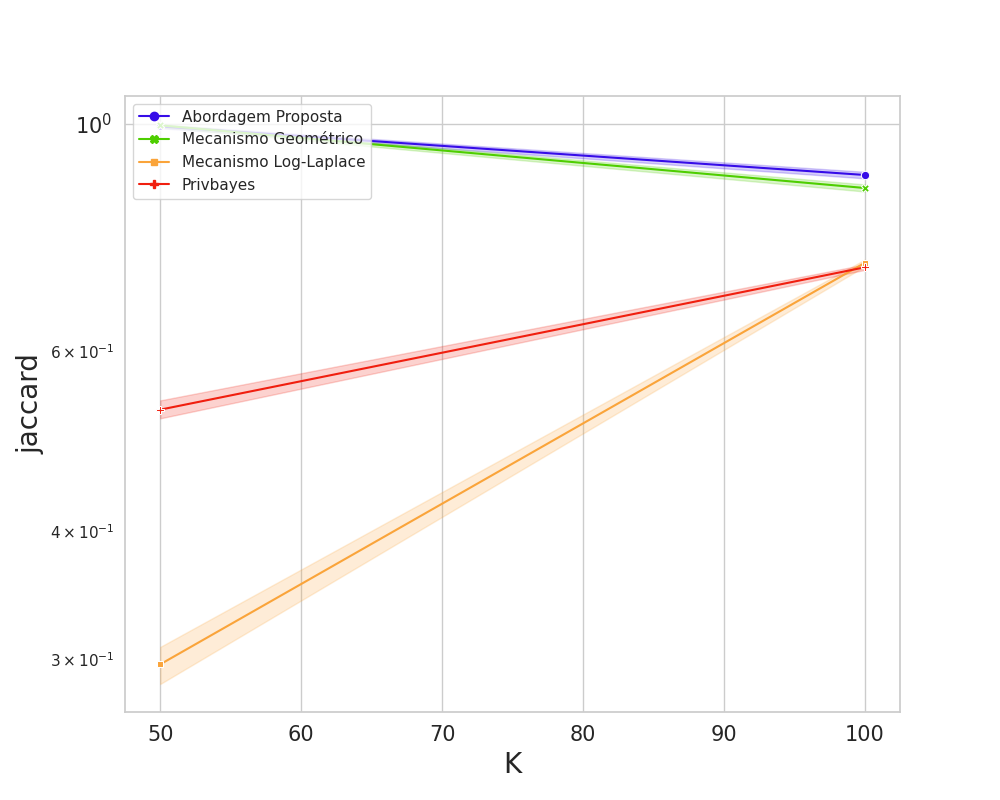 Abordagem Proposta
Mecanismo Geométrico
Mecanismo Log-Laplace
Privbayes
10⁰
6 × 10⁻¹
4 × 10⁻¹
3 × 10⁻¹
jaccard
50 60 70 80 90 100
K